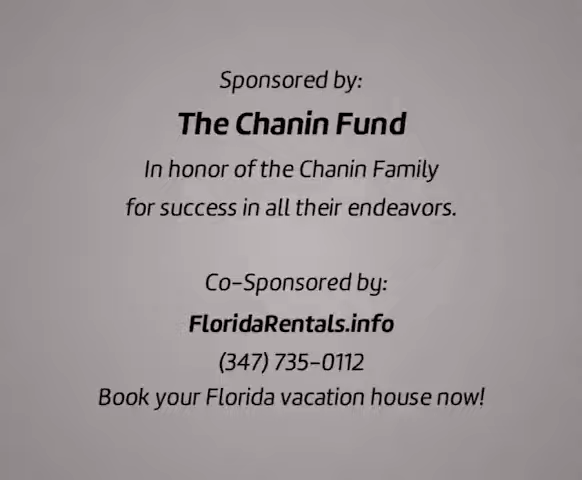 Sponsored by:
The Chanin Fund
In honor of the Chanin Family
for success in all their endeavors.
Co-Sponsored by:
FloridaRentals.info
(347) 735-0112
Book your Florida vacation house now!